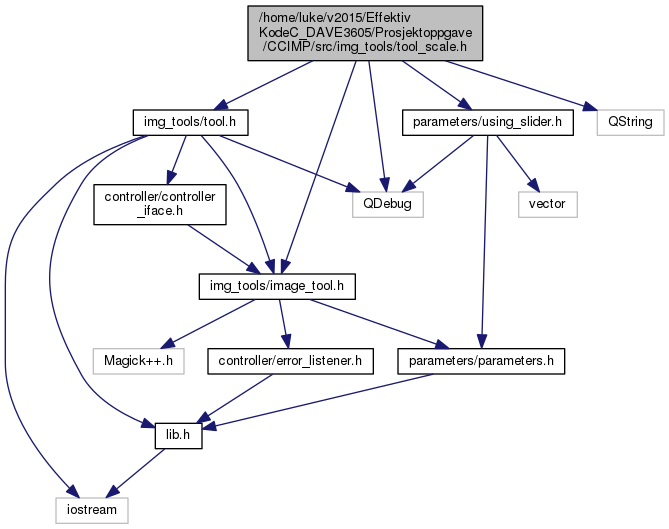 /home/luke/v2015/Effektiv
KodeC_DAVE3605/Prosjektoppgave
/CCIMP/src/img_tools/tool_scale.h
img_tools/tool.h
parameters/using_slider.h
QString
controller/controller
_iface.h
QDebug
vector
img_tools/image_tool.h
Magick++.h
controller/error_listener.h
parameters/parameters.h
lib.h
iostream